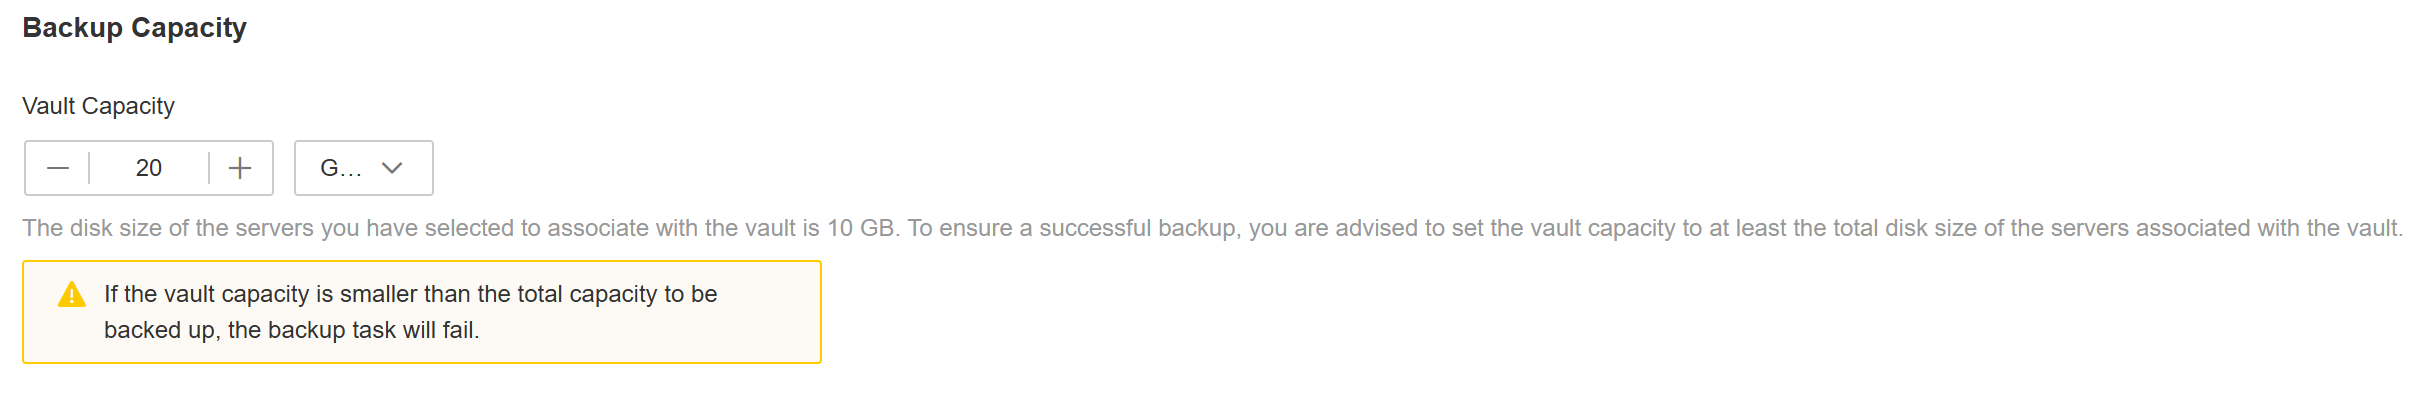 Backup Capacity
Vault Capacity
20 G...
The disk size of the servers you have selected to associate with the vault is 10 GB. To ensure a successful backup, you are advised to set the vault capacity to at least the total disk size of the servers associated with the vault.
If the vault capacity is smaller than the total capacity to be
backed up, the backup task will fail.